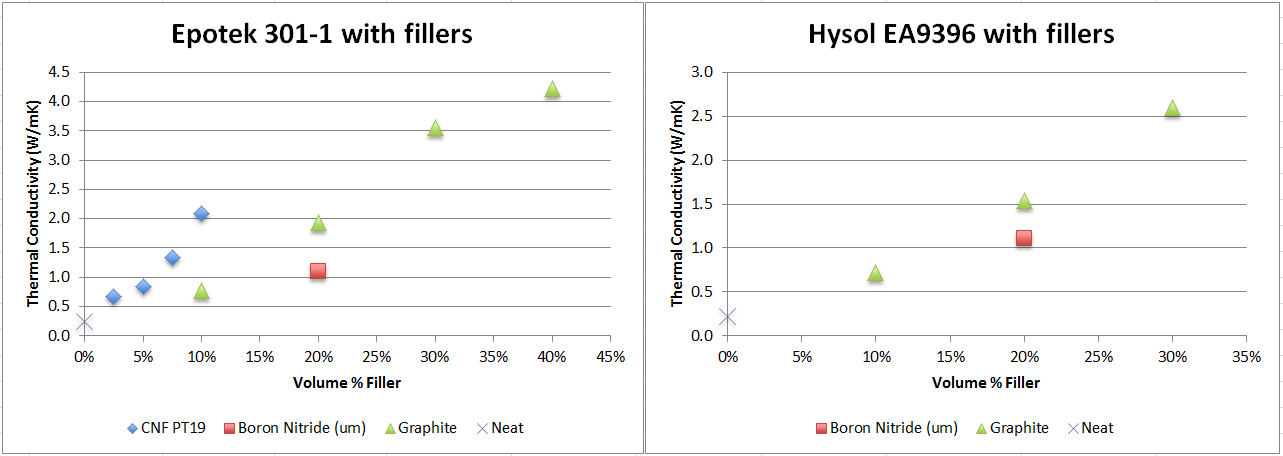 Epotek 301-1 with fillers
Thermal Conductivity (W/mK)
4.5
4.0
3.5
3.0
2.5
2.0
1.5
1.0
0.5
0.0
0% 5% 10% 15% 20% 25% 30% 35% 40% 45%
Volume % Filler
CNF PT19 Boron Nitride (um) Graphite Neat
Hysol EA9396 with fillers
Thermal Conductivity (W/mK)
3.0
2.5
2.0
1.5
1.0
0.5
0.0
0% 5% 10% 15% 20% 25% 30% 35%
Volume % Filler
Boron Nitride (um) Graphite Neat